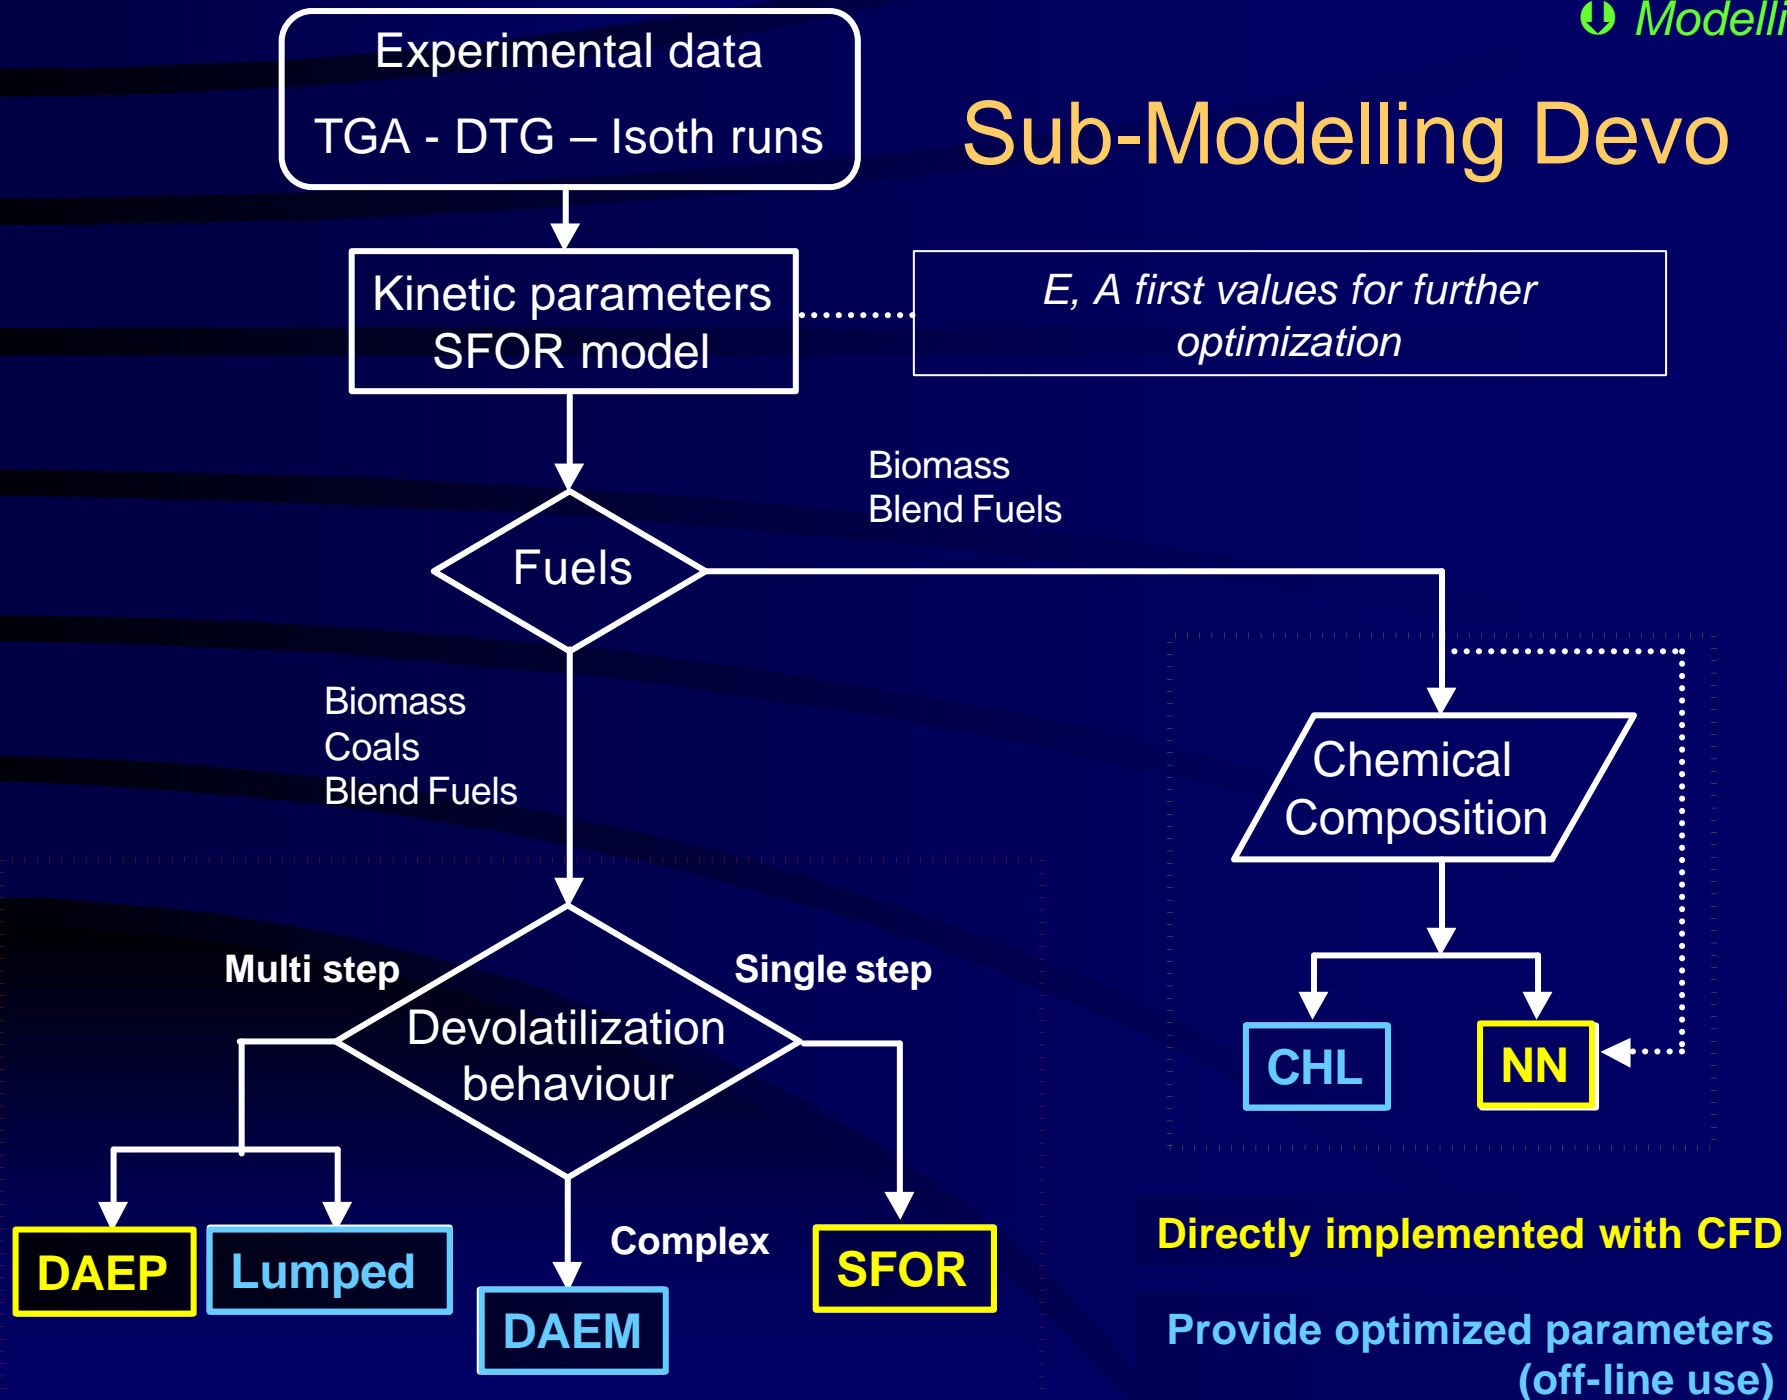 Modelli
Experimental data
TGA - DTG – Isoth runs
Sub-Modelling Devo
Kinetic parameters
SFOR model
E, A first values for further
optimization
Biomass
Blend Fuels
Fuels
Biomass
Coals
Blend Fuels
Chemical
Composition
Multi step
Single step
Devolatilization
behaviour
CHL
NN
Complex
DAEP
Lumped
DAEM
SFOR
Directly implemented with CFD
Provide optimized parameters
(off-line use)